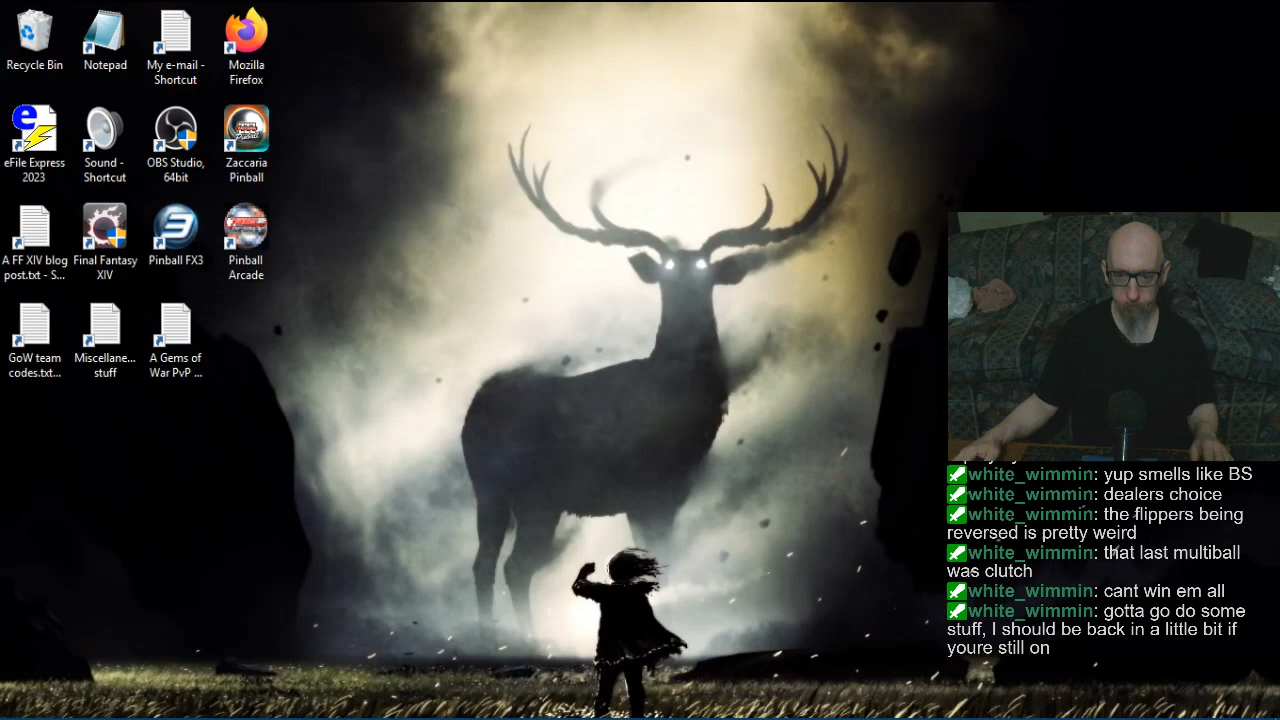 Recycle Bin
Notepad
My e-mail -
Shortcut
Mozilla
Firefox
eFile Express
2023
Sound -
Shortcut
OBS Studio,
64bit
Zaccaria
Pinball
A FF XIV blog
post.txt - S...
Final Fantasy
XIV
Pinball FX3
Pinball
Arcade
GoW team
codes.txt...
Miscellane...
stuff
A Gems of
War PvP ...
white_wimmin: yup smells like BS
white_wimmin: dealers choice
white_wimmin: the flippers being
reversed is pretty weird
white_wimmin: that last multiball
was clutch
white_wimmin: cant win em all
white_wimmin: gotta go do some
stuff, I should be back in a little bit if
youre still on